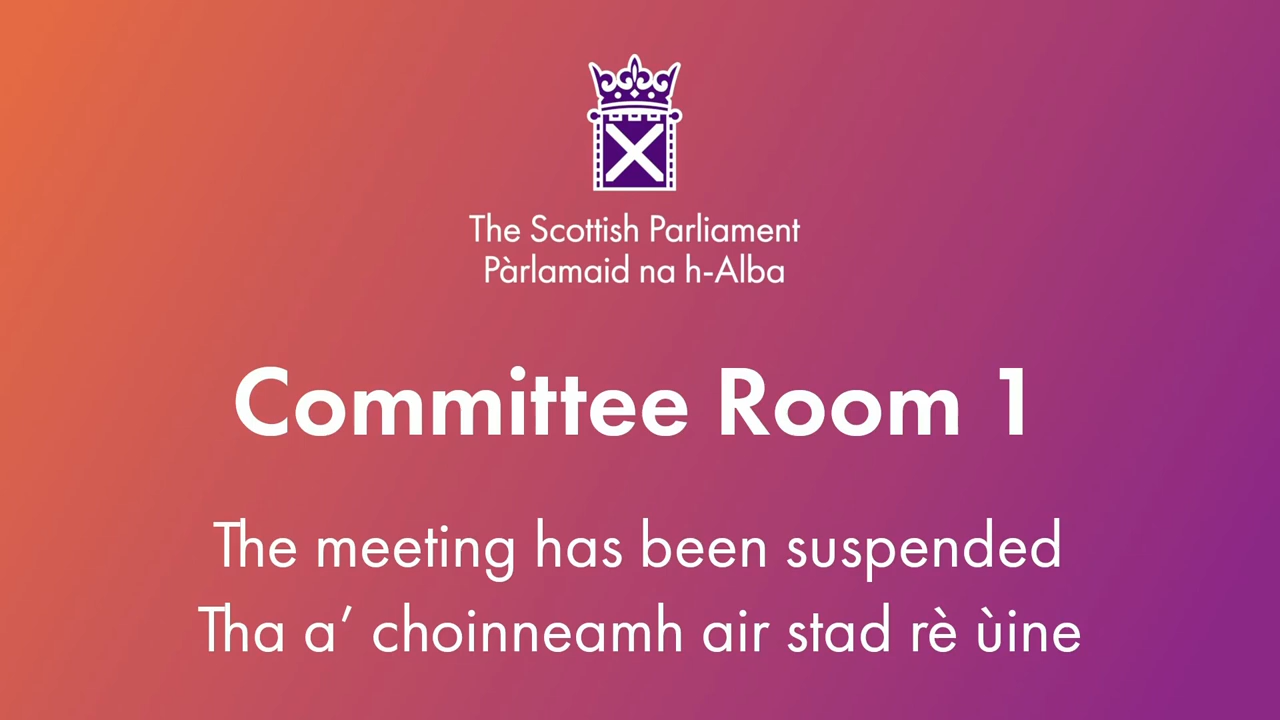 The Scottish Parliament
Pàrlamaid na h-Alba
Committee Room 1
The meeting has been suspended
Tha a’ choinneamh air stad rè ùine